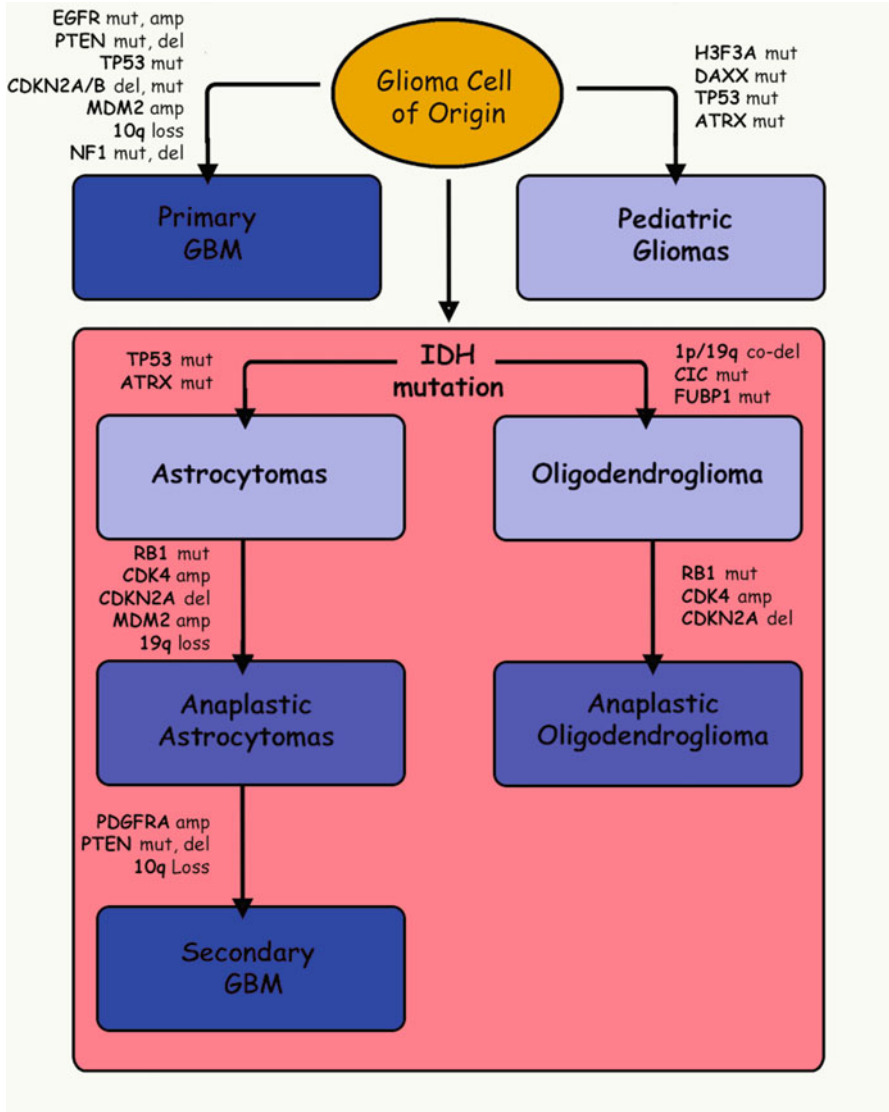 EGFR mut, amp
PTEN mut, del
TP53 mut
CDKN2A/B del, mut
MDM2 amp
10q loss
NF1 mut, del
Glioma Cell
of Origin
H3F3A mut
DAXX mut
TP53 mut
ATRX mut
Primary
GBM
Pediatric
Gliomas
TP53 mut
ATRX mut
IDH
mutation
1p/19q co-del
CIC mut
FUBP1 mut
Astrocytomas
Oligodendroglioma
RB1 mut
CDK4 amp
CDKN2A del
MDM2 amp
19q loss
RB1 mut
CDK4 amp
CDKN2A del
Anaplastic
Astrocytomas
Anaplastic
Oligodendroglioma
PDGFRA amp
PTEN mut, del
10q Loss
Secondary
GBM